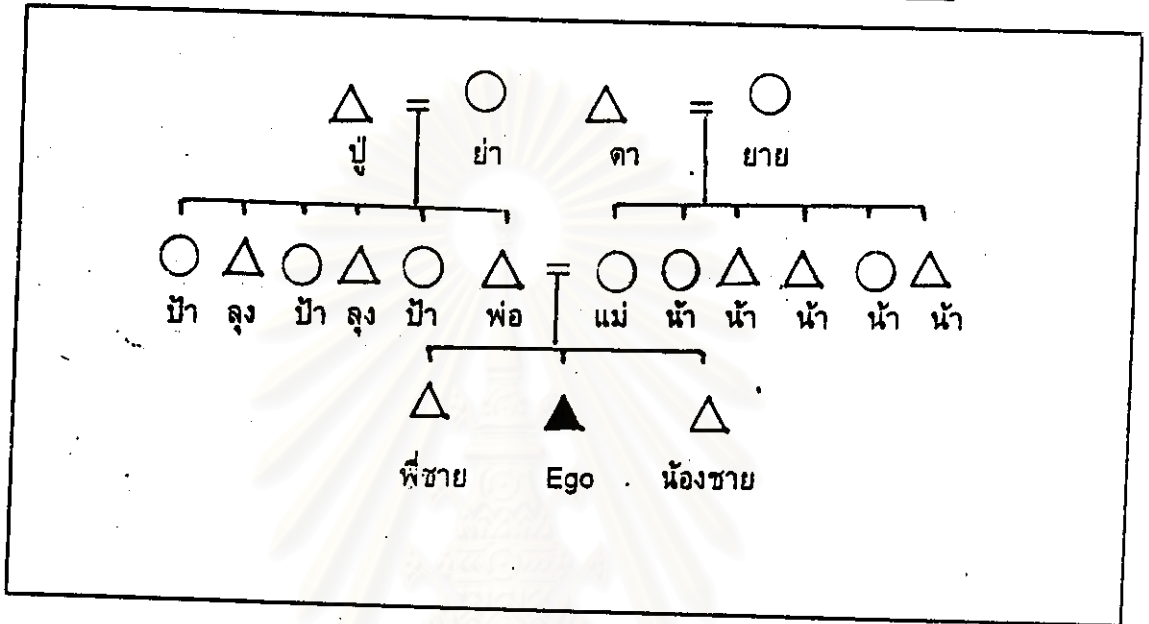 ปู่ ย่า ตา ยาย
ป้า ลุง ป้า ลุง ป้า พ่อ แม่ น้ำ น้ำ น้ำ น้ำ น้ำ
พี่ชาย Ego น้องชาย